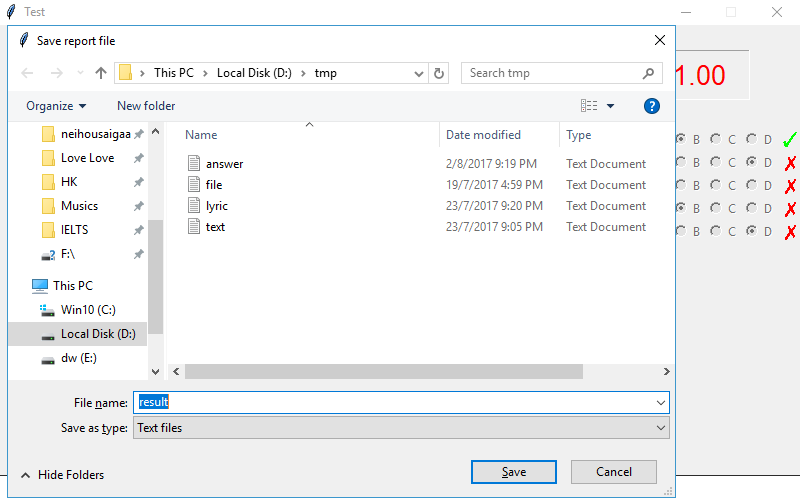 Test
Save report file
This PC > Local Disk (D:) > tmp
Search tmp
1.00
Organize
New folder
?
Name
Date modified
Type
neihousaigaa
Love Love
HK
Musics
IELTS
F:\
This PC
Win10 (C:)
Local Disk (D:)
dw (E:)
answer 2/8/2017 9:19 PM Text Document
file 19/7/2017 4:59 PM Text Document
lyric 23/7/2017 9:20 PM Text Document
text 23/7/2017 9:05 PM Text Document
B C D
B C D
B C D
B C D
B C D
File name: result
Save as type: Text files
Hide Folders
Save
Cancel